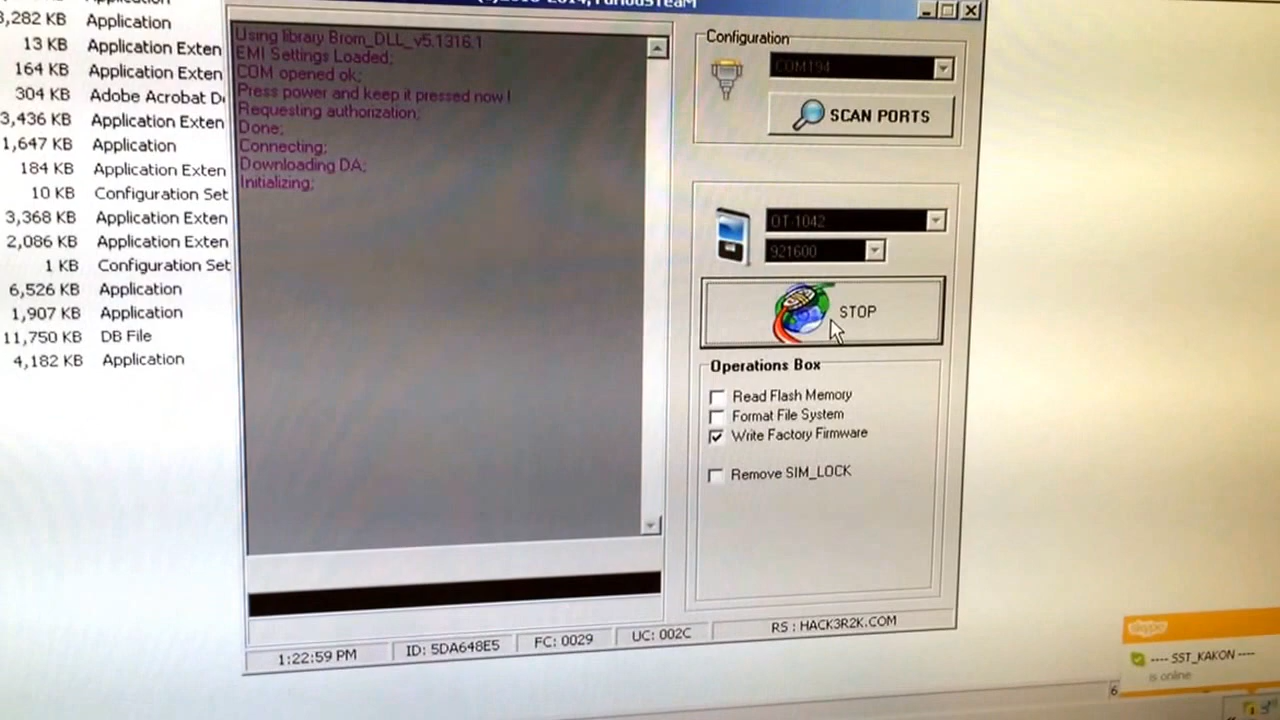 3,282 KB Application
13 KB Application Exten
164 KB Application Exten
304 KB Adobe Acrobat D
3,436 KB Application Exten
1,647 KB Application
184 KB Application Exten
10 KB Configuration Set
3,368 KB Application Exten
2,086 KB Application Exten
1 KB Configuration Set
6,526 KB Application
1,907 KB Application
11,750 KB DB File
4,182 KB Application
Using library Brom_DLL_v5.1316.1
EMI Settings Loaded;
COM opened ok;
Press power and keep it pressed now !
Requesting authorization;
Done;
Connecting;
Downloading DA;
Initializing;
Configuration
COM194
SCAN PORTS
OT-1042
921600
STOP
Operations Box
Read Flash Memory
Format File System
Write Factory Firmware
Remove SIM_LOCK
1:22:59 PM ID: 5DA648E5 FC: 0029 UC: 002C RS : HACK3R2K.COM
skype
---- SST_KAKON ----
is online
6